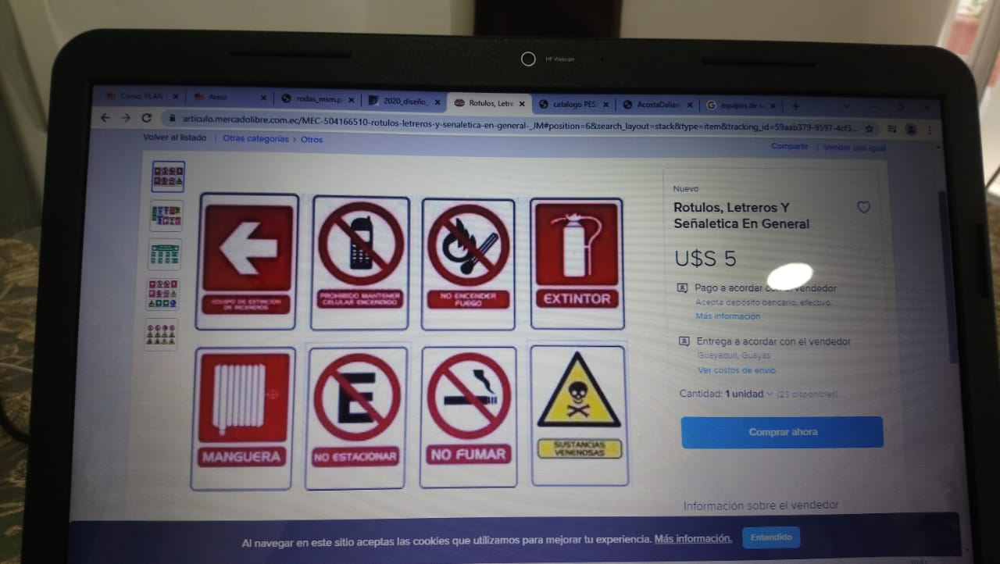 HP Webcam
Curso: PLAN
Aviso
rodas_msm.p
2020_diseño_
Rotulos, Letre
catalogo PES
AcostaDalian
equipos de s
articulo.mercadolibre.com.ec/MEC-504166510-rotulos-letreros-y-senaletica-en-general-_JM#position=6&search_layout=stack&type=item&tracking_id=59aab379-9597-4cf3...
Volver al listado | Otras categorías > Otros
Compartir | Vender uno igual
Nuevo
Rotulos, Letreros Y
Señaletica En General
U$S 5
Pago a acordar con el vendedor
Acepta depósito bancario, efectivo.
Más información
Entrega a acordar con el vendedor
Guayaquil, Guayas
Ver costos de envío
Cantidad: 1 unidad (23 disponibles)
Comprar ahora
Información sobre el vendedor
EQUIPO DE EXTINCION
DE INCENDIOS
PROHIBIDO MANTENER
CELULAR ENCENDIDO
NO ENCENDER
FUEGO
EXTINTOR
MANGUERA
E
NO ESTACIONAR
NO FUMAR
SUSTANCIAS
VENENOSAS
Al navegar en este sitio aceptas las cookies que utilizamos para mejorar tu experiencia. Más información.
Entendido